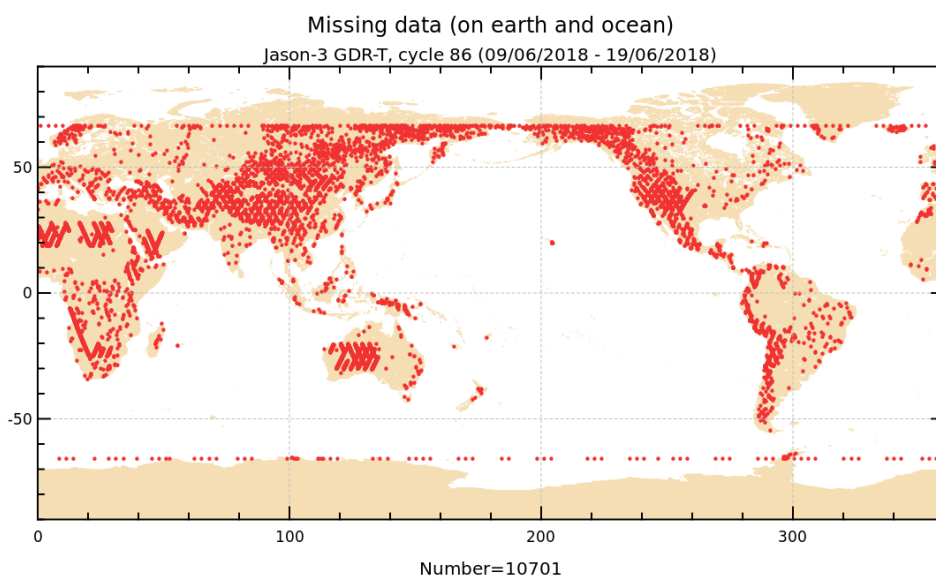 Missing data (on earth and ocean)
Jason-3 GDR-T, cycle 86 (09/06/2018 - 19/06/2018)
50
0
-50
0 100 200 300
Number=10701